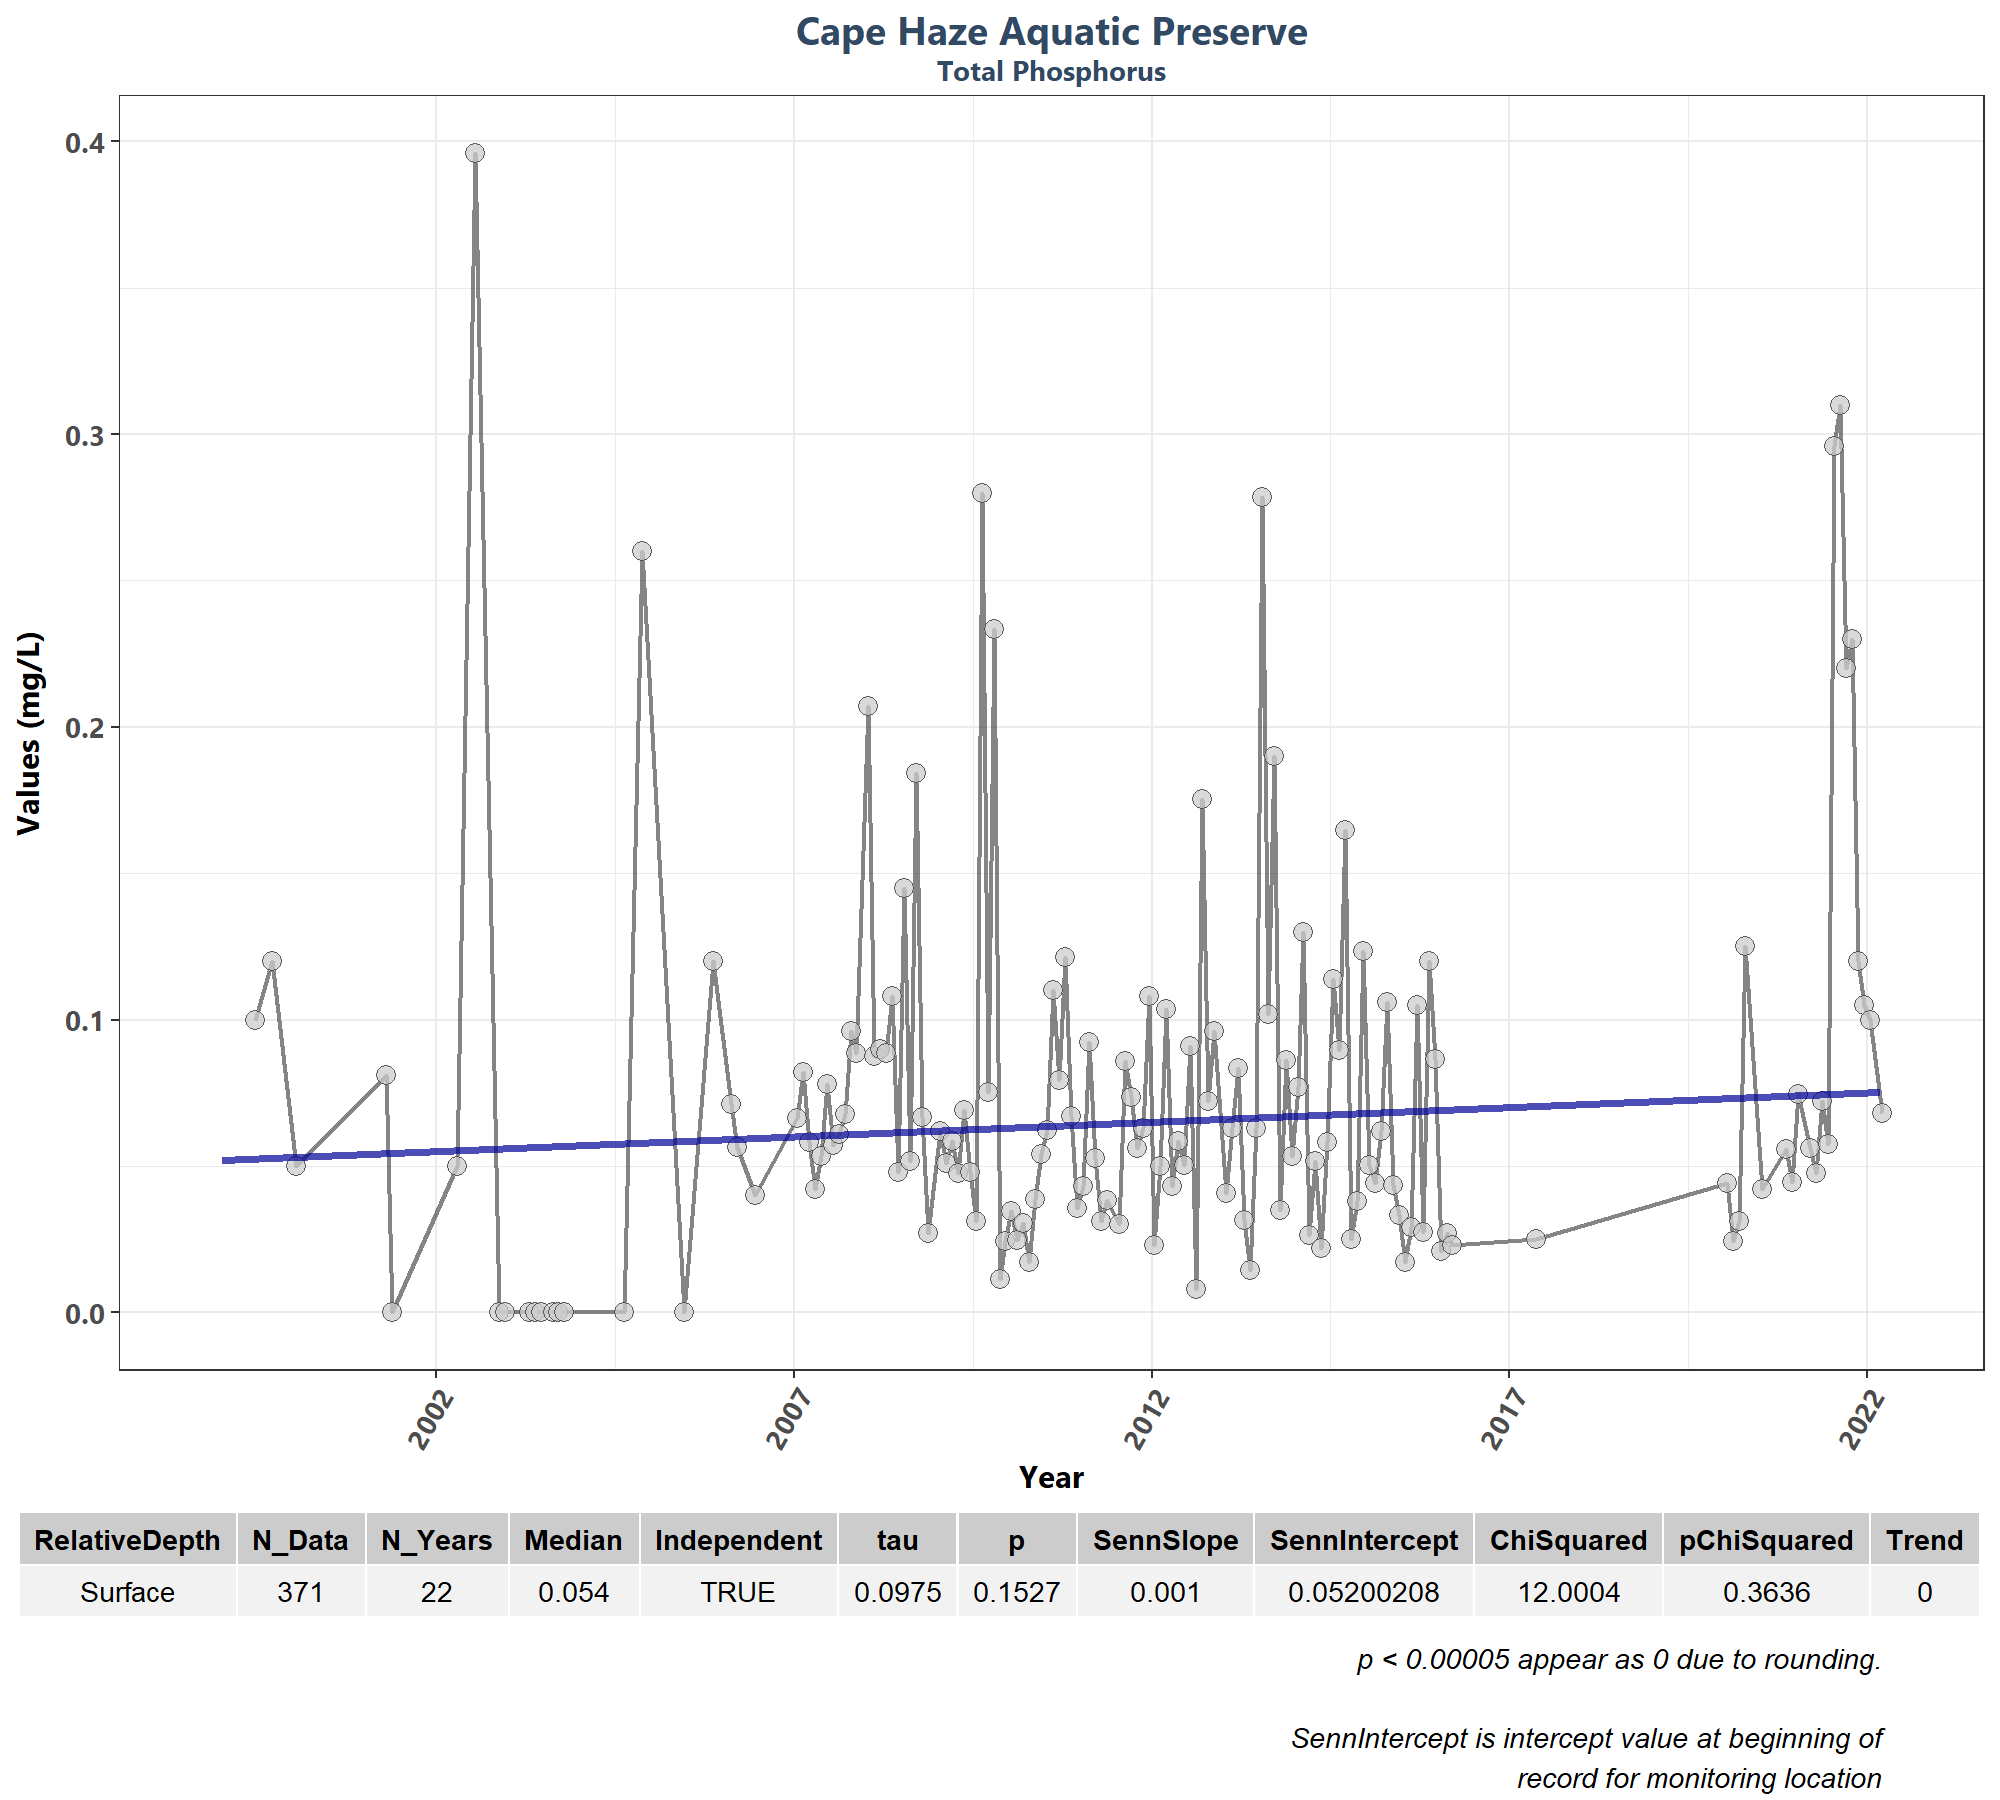 Cape Haze Aquatic Preserve
Total Phosphorus
Values (mg/L)
0.4
0.3
0.2
0.1
0.0
2002 2007 2012 2017 2022
Year
RelativeDepth N_Data N_Years Median Independent tau p SennSlope SennIntercept ChiSquared pChiSquared Trend
Surface 371 22 0.054 TRUE 0.0975 0.1527 0.001 0.05200208 12.0004 0.3636 0
p < 0.00005 appear as 0 due to rounding.
SennIntercept is intercept value at beginning of
record for monitoring location